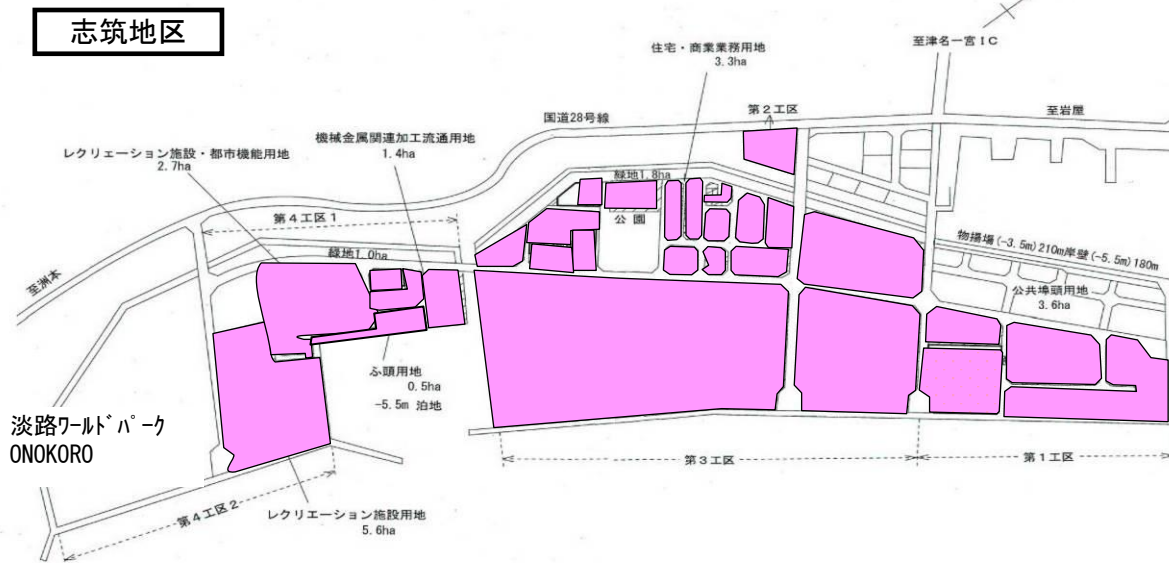 志筑地区
住宅・商業業務用地
3.3ha
至津名一宮IC
国道28号線
第2工区
至岩屋
機械金属関連加工流通用地
1.4ha
レクリェーション施設・都市機能用地
2.7ha
緑地1.8ha
公園
第4工区1
緑地1.0ha
物揚場(-3.5m)210m岸壁(-5.5m)180m
至洲本
公共埠頭用地
3.6ha
ふ頭用地
0.5ha
-5.5m 泊地
淡路ワールドパーク
ONOKORO
第3工区
第1工区
第4工区2
レクリエーション施設用地
5.6ha